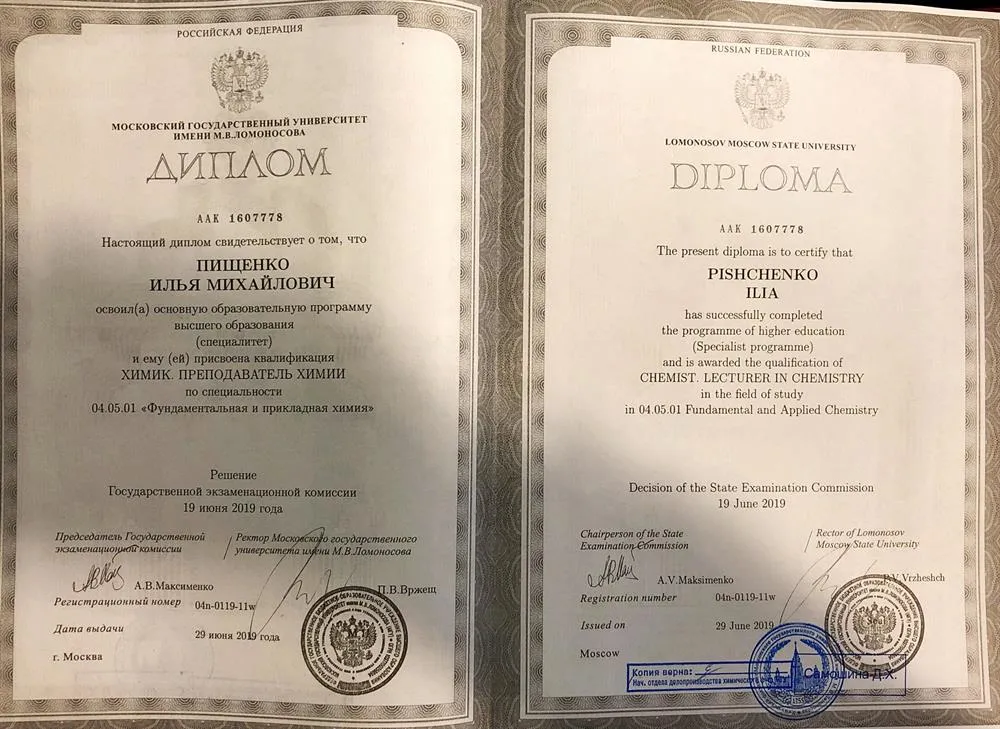 РОССИЙСКАЯ ФЕДЕРАЦИЯ
МОСКОВСКИЙ ГОСУДАРСТВЕННЫЙ УНИВЕРСИТЕТ
ИМЕНИ М.В.ЛОМОНОСОВА
ДИПЛОМ
ААК 1607778
Настоящий диплом свидетельствует о том, что
ПИЩЕНКО
ИЛЬЯ МИХАЙЛОВИЧ
освоил(а) основную образовательную программу
высшего образования
(специалитет)
и ему (ей) присвоена квалификация
ХИМИК. ПРЕПОДАВАТЕЛЬ ХИМИИ
по специальности
04.05.01 «Фундаментальная и прикладная химия»
Решение
Государственной экзаменационной комиссии
19 июня 2019 года
Председатель Государственной
экзаменационной комиссии
Ректор Московского государственного
университета имени М.В.Ломоносова
А.В.Максименко
П.В.Вржещ
Регистрационный номер 04п-0119-11w
Дата выдачи 29 июня 2019 года
г. Москва
RUSSIAN FEDERATION
LOMONOSOV MOSCOW STATE UNIVERSITY
DIPLOMA
ААК 1607778
The present diploma is to certify that
PISHCHENKO
ILIA
has successfully completed
the programme of higher education
(Specialist programme)
and is awarded the qualification of
CHEMIST. LECTURER IN CHEMISTRY
in the field of study
in 04.05.01 Fundamental and Applied Chemistry
Decision of the State Examination Commission
19 June 2019
Chairperson of the State
Examination Commission
Rector of Lomonosov
Moscow State University
A.V.Maksimenko
P.V.Vrzheshch
Registration number 04п-0119-11w
Issued on 29 June 2019
Moscow
Копия верна:
Нач. отдела делопроизводства
Самошина Д.Х.